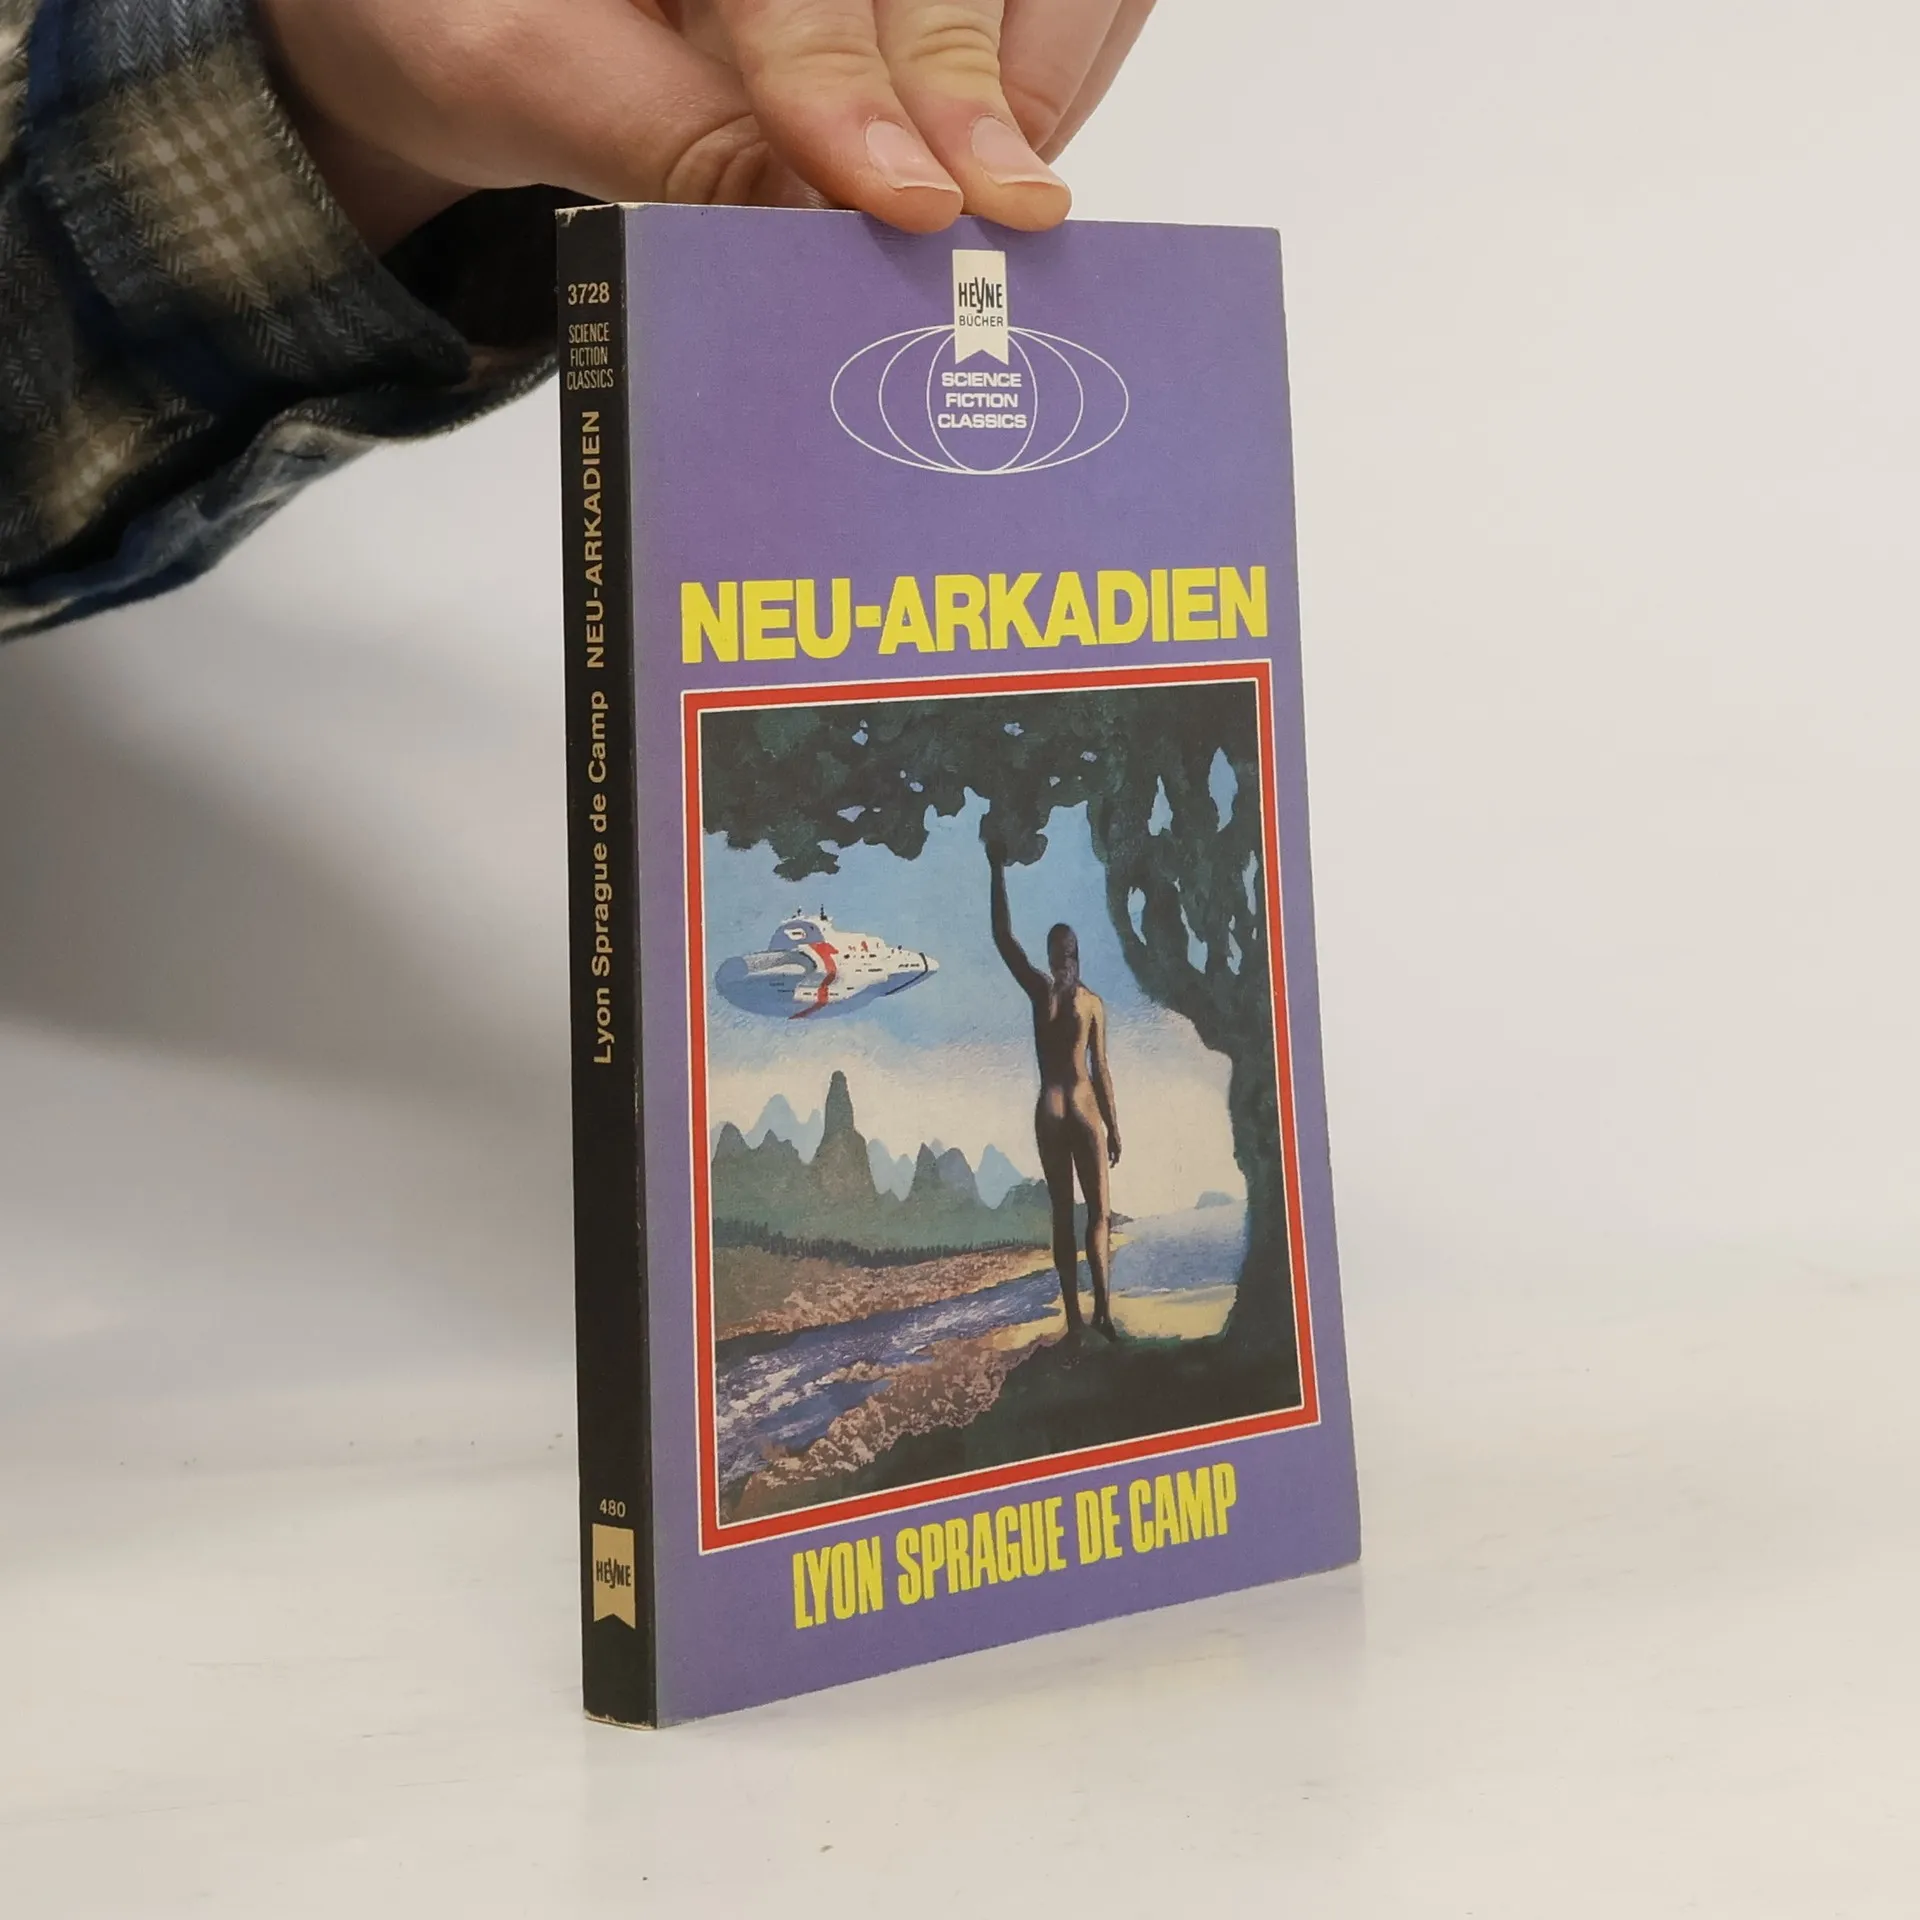 3728
SCIENCE
FICTION
CLASSICS
Lyon Sprague de Camp NEU-ARKADIEN
480
HEYNE
HEYNE
BÜCHER
SCIENCE
FICTION
CLASSICS
NEU-ARKADIEN
LYON SPRAGUE DE CAMP